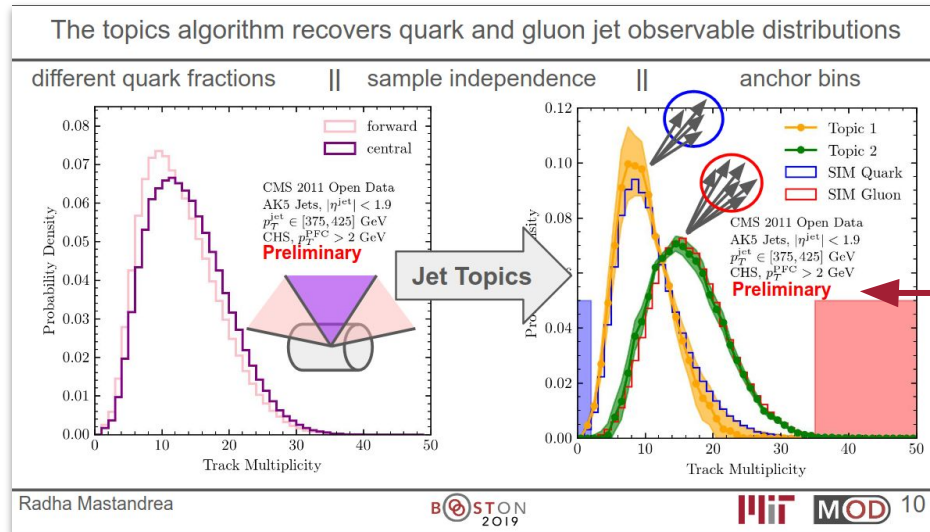 The topics algorithm recovers quark and gluon jet observable distributions
different quark fractions || sample independence || anchor bins
0.08
0.07
0.06
0.05
0.04
0.03
0.02
0.01
0.00
Probability Density
forward
central
CMS 2011 Open Data
AK5 Jets, |η^jet| < 1.9
p_T^jet ∈ [375, 425] GeV
CHS, p_T^PFC > 2 GeV
Preliminary
0 10 20 30 40 50
Track Multiplicity
Jet Topics
0.12
0.10
0.08
0.06
0.04
0.02
0.00
Topic 1
Topic 2
SIM Quark
SIM Gluon
CMS 2011 Open Data
AK5 Jets, |η^jet| < 1.9
p_T^jet ∈ [375, 425] GeV
CHS, p_T^PFC > 2 GeV
Preliminary
0 10 20 30 40 50
Track Multiplicity
Radha Mastandrea
BOOSTON
2019
MIT
MOD
10